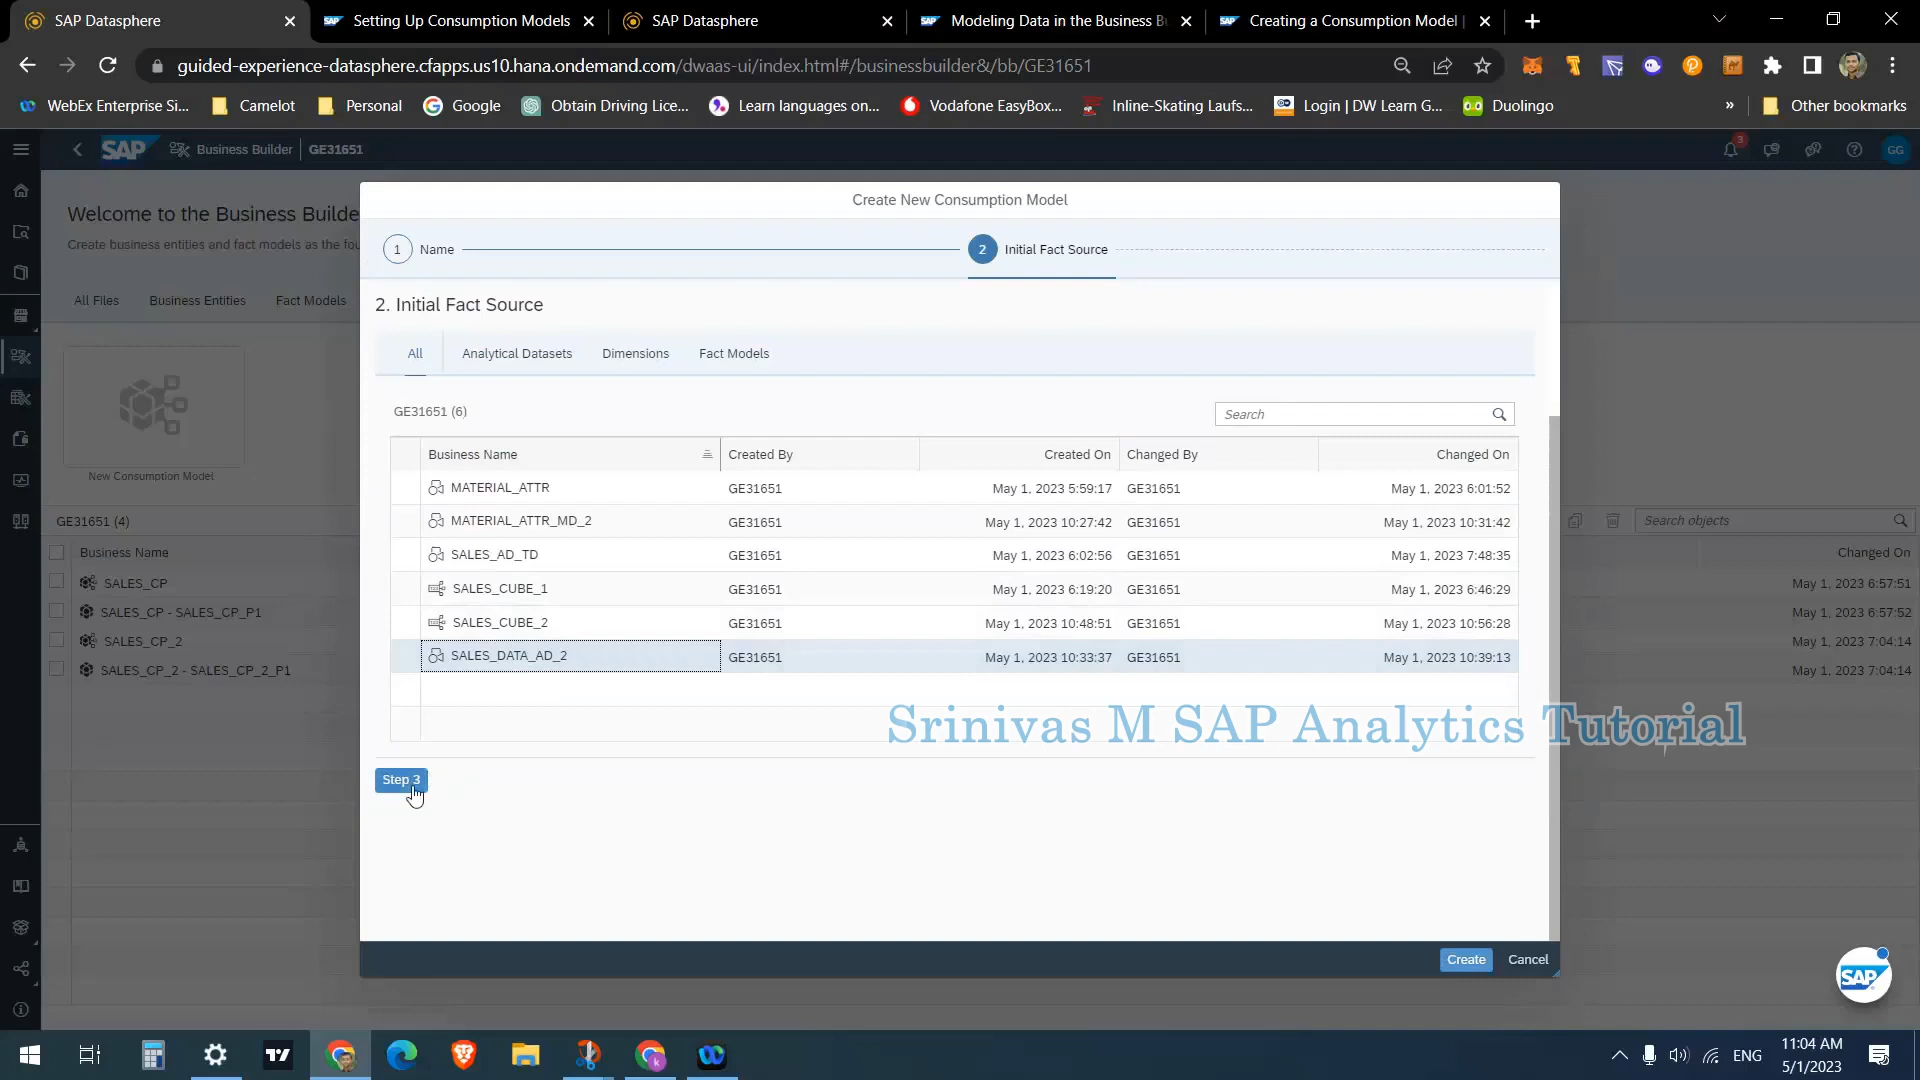 SAP Datasphere
Setting Up Consumption Models
SAP Datasphere
Modeling Data in the Business B
Creating a Consumption Model |
guided-experience-datasphere.cfapps.us10.hana.ondemand.com/dwaas-ui/index.html#/businessbuilder&/bb/GE31651
WebEx Enterprise Si...
Camelot
Personal
Google
Obtain Driving Lice...
Learn languages on...
Vodafone EasyBox...
Inline-Skating Laufs...
Login | DW Learn G...
Duolingo
»
Other bookmarks
SAP
Business Builder
GE31651
3
GG
Welcome to the Business Builde
Create business entities and fact models as the fou
All Files
Business Entities
Fact Models
New Consumption Model
GE31651 (4)
Search objects
Business Name
Changed On
SALES_CP
May 1, 2023 6:57:51
SALES_CP - SALES_CP_P1
May 1, 2023 6:57:52
SALES_CP_2
May 1, 2023 7:04:14
SALES_CP_2 - SALES_CP_2_P1
May 1, 2023 7:04:14
Create New Consumption Model
1 Name
2 Initial Fact Source
2. Initial Fact Source
All
Analytical Datasets
Dimensions
Fact Models
GE31651 (6)
Search
Business Name
Created By
Created On
Changed By
Changed On
MATERIAL_ATTR GE31651 May 1, 2023 5:59:17 GE31651 May 1, 2023 6:01:52
MATERIAL_ATTR_MD_2 GE31651 May 1, 2023 10:27:42 GE31651 May 1, 2023 10:31:42
SALES_AD_TD GE31651 May 1, 2023 6:02:56 GE31651 May 1, 2023 7:48:35
SALES_CUBE_1 GE31651 May 1, 2023 6:19:20 GE31651 May 1, 2023 6:46:29
SALES_CUBE_2 GE31651 May 1, 2023 10:48:51 GE31651 May 1, 2023 10:56:28
SALES_DATA_AD_2 GE31651 May 1, 2023 10:33:37 GE31651 May 1, 2023 10:39:13
Srinivas M SAP Analytics Tutorial
Step 3
Create
Cancel
SAP
ENG
11:04 AM
5/1/2023